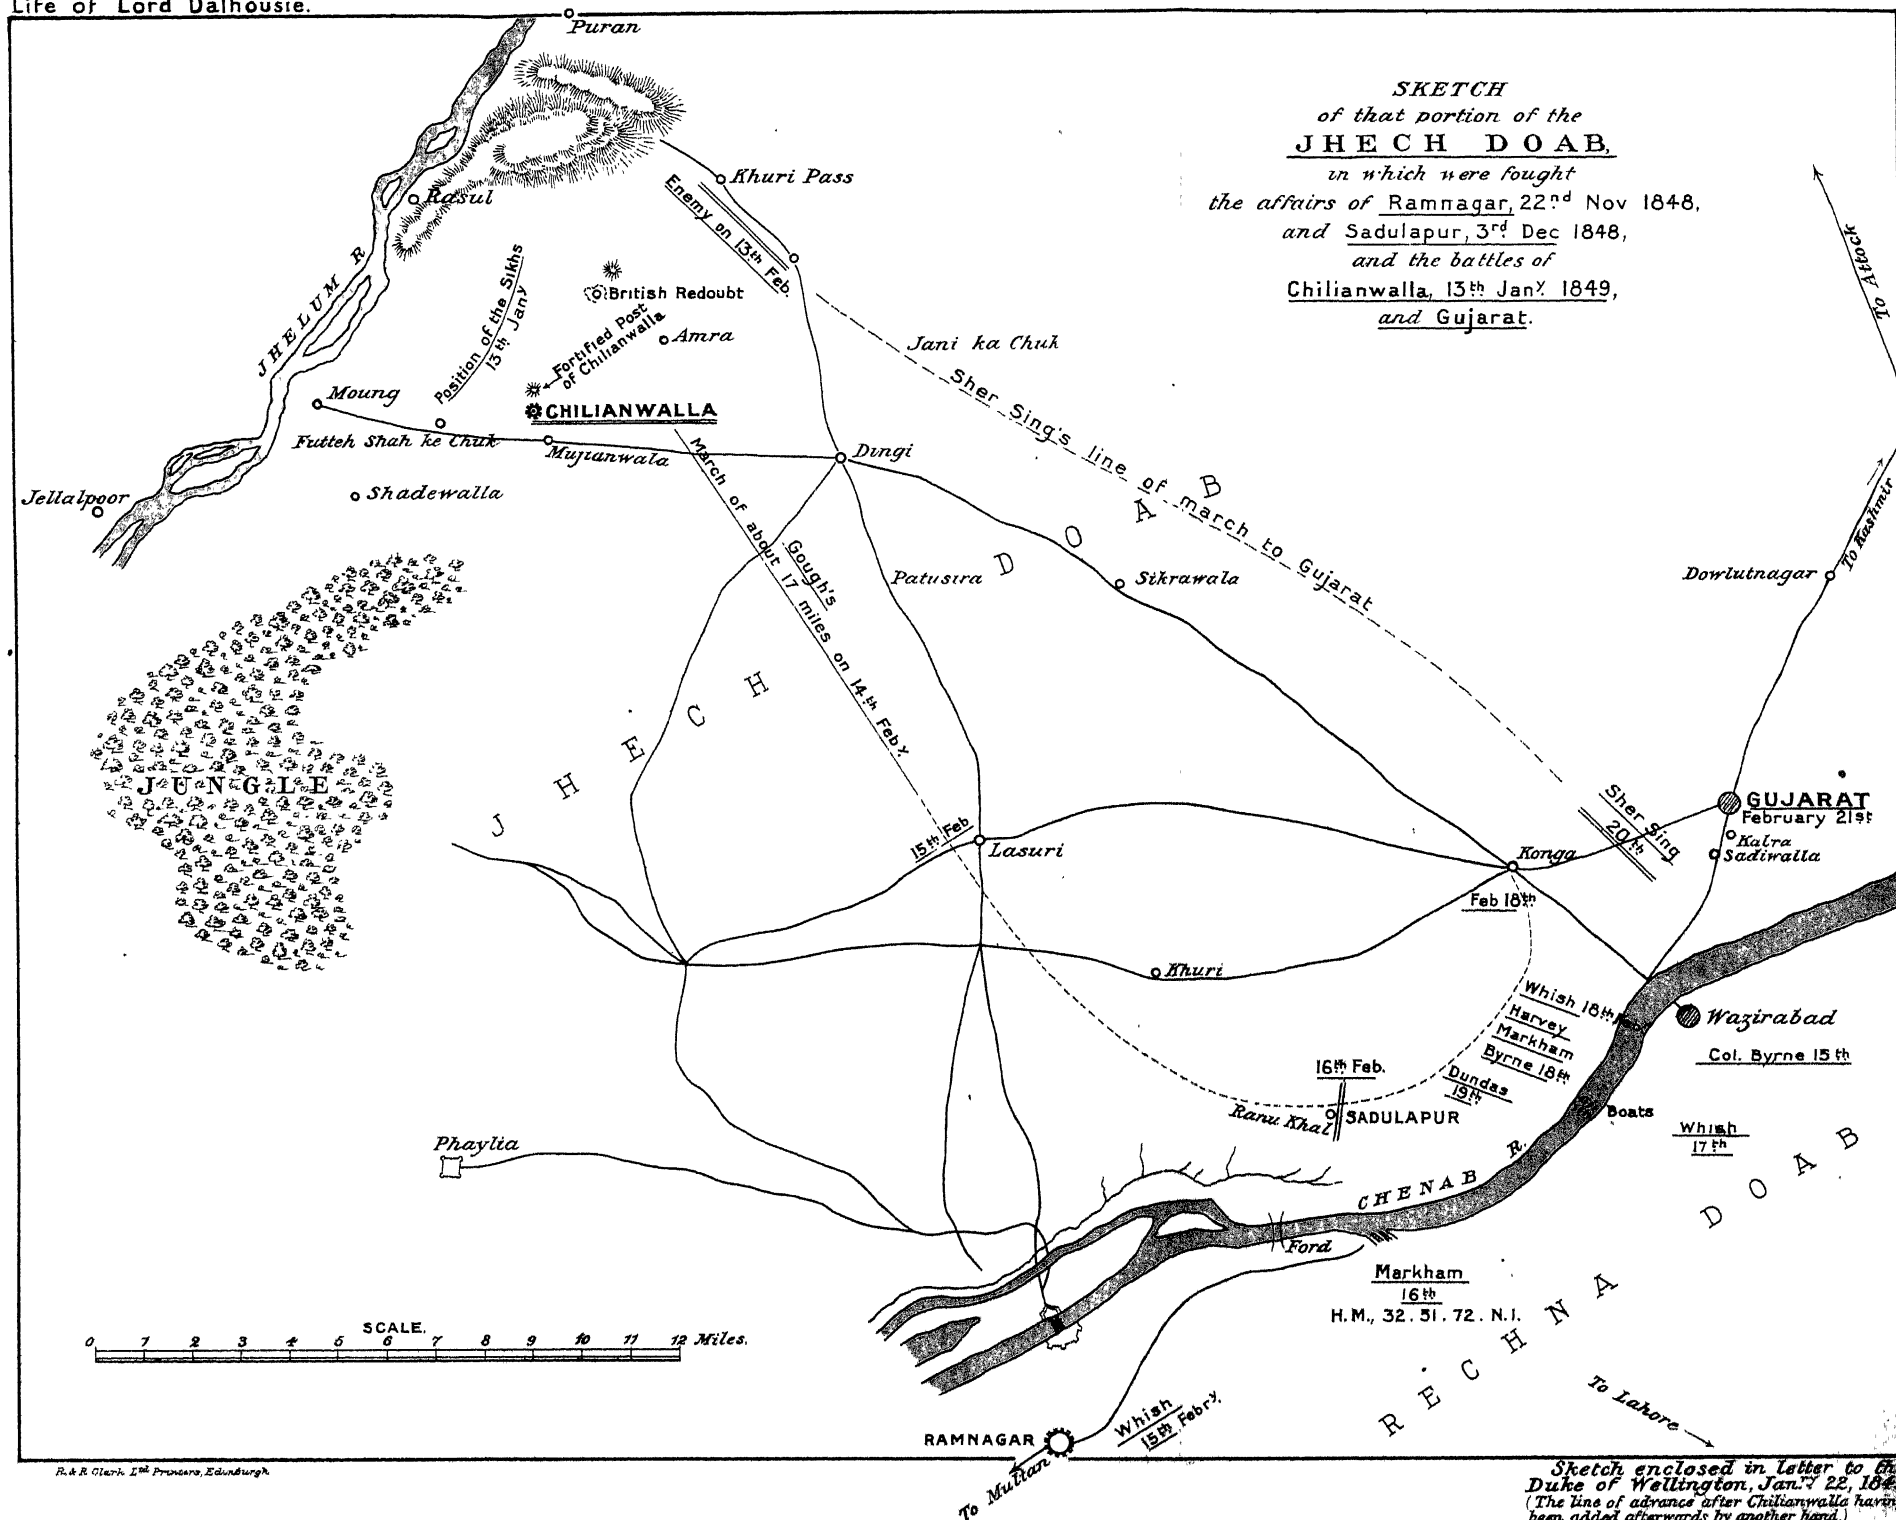 Life of Lord Dalhousie.
Puran
SKETCH
of that portion of the
JHECH DOAB,
in which were fought
the affairs of Ramnagar, 22nd Nov 1848,
and Sadulapur, 3rd Dec 1848,
and the battles of
Chilianwalla, 13th Jany. 1849,
and Gujarat.
Khuri Pass
Enemy on 13th Feb.
Rasul
JHELUM R
Position of the Sikhs
13th Jany
British Redoubt
Fortified Post
of Chilianwalla
Amra
To Attock
Jani ka Chuk
Sher Sing's line of march to Gujarat
Moung
CHILIANWALLA
Futteh Shah ke Chuk
Mujianwala
Dingi
Jellalpoor
Shadewalla
March of about 17 miles on 14th Feby.
Gough's
Patusira
Sikrawala
Dowlutnagar
To Kashmir
JHECH DOAB
JUNGLE
15th Feb
Lasuri
Konga
Feb 18th
Sher Sing
20th
GUJARAT
February 21st
Kalra
Sadiwalla
Khuri
Whish 18th
Harvey
Markham
Byrne 18th
Dundas
19th
Wazirabad
Col. Byrne 15th
16th Feb.
Ranu Khal
SADULAPUR
Boats
Whish
17th
Phaylia
CHENAB R.
Ford
Markham
16th
H.M., 32. 51. 72. N.I.
RECHNA DOAB
SCALE.
0 1 2 3 4 5 6 7 8 9 10 11 12 Miles.
To Lahore
Whish
15th Febry.
RAMNAGAR
To Multan
R. & R. Clark Ltd Printers, Edinburgh
Sketch enclosed in letter to
Duke of Wellington, Jany. 22, 184
(The line of advance after Chilianwalla
been added afterwards by another hand.)